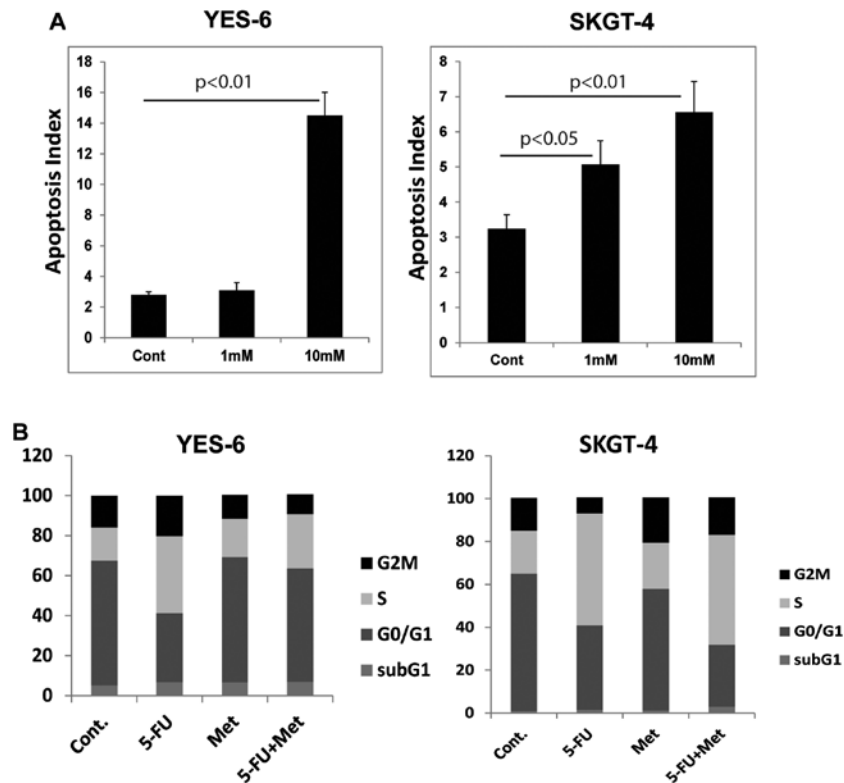 A
YES-6
Apoptosis Index
18
16
14
12
10
8
6
4
2
0
p<0.01
Cont
1mM
10mM
SKGT-4
Apoptosis Index
8
7
6
5
4
3
2
1
0
p<0.01
p<0.05
Cont
1mM
10mM
B
YES-6
120
100
80
60
40
20
0
Cont.
5-FU
Met
5-FU+Met
G2M
S
G0/G1
subG1
SKGT-4
120
100
80
60
40
20
0
Cont.
5-FU
Met
5-FU+Met
G2M
S
G0/G1
subG1